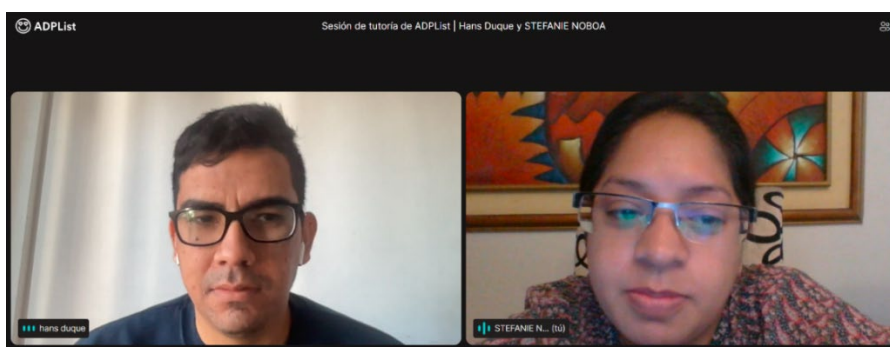 ADPList
Sesión de tutoría de ADPList | Hans Duque y STEFANIE NOBOA
hans duque
STEFANIE N... (tú)